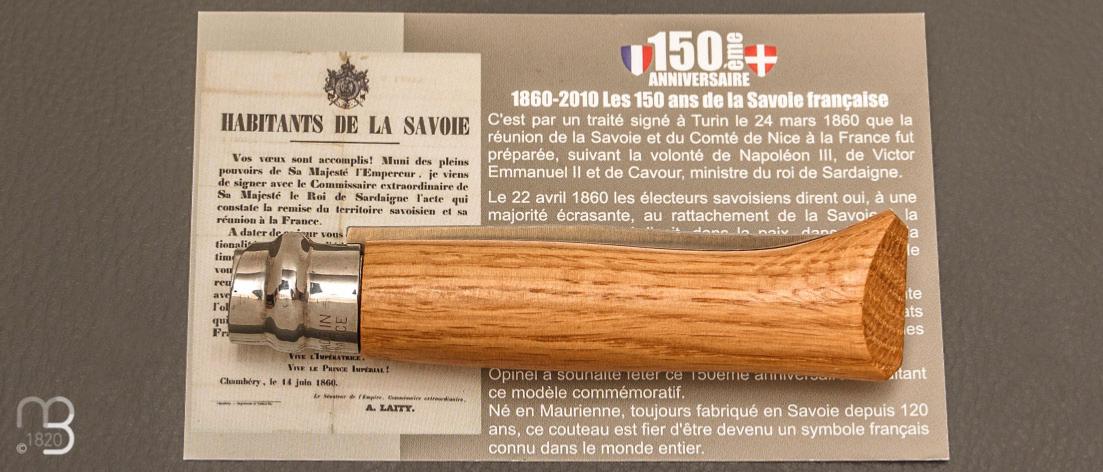 HABITANTS DE LA SAVOIE
Vos vœux sont accomplis! Muni des pleins
pouvoirs de Sa Majesté l'Empereur, je viens
de signer avec le Commissaire extraordinaire de
Sa Majesté le Roi de Sardaigne l'acte qui
constate la remise du territoire savoisien et sa
réunion à la France.
A dater de vous
VIVE L'IMPÉRATRICE.
VIVE LE PRINCE IMPÉRIAL!
Chambéry, le 14 juin 1860.
Le Sénateur de l'Empire, Commissaire extraordinaire,
A. LAITY.
150ème
ANNIVERSAIRE
1860-2010 Les 150 ans de la Savoie française
C'est par un traité signé à Turin le 24 mars 1860 que la
réunion de la Savoie et du Comté de Nice à la France fut
préparée, suivant la volonté de Napoléon III, de Victor
Emmanuel II et de Cavour, ministre du roi de Sardaigne.
Le 22 avril 1860 les électeurs savoisiens dirent oui, à une
majorité écrasante, au rattachement de la Savoie la
dans la paix, dans
Opinel a souhaité fêter ce 150ème
ce modèle commémoratif.
Né en Maurienne, toujours fabriqué en Savoie depuis 120
ans, ce couteau est fier d'être devenu un symbole français
connu dans le monde entier.
MB
©1820